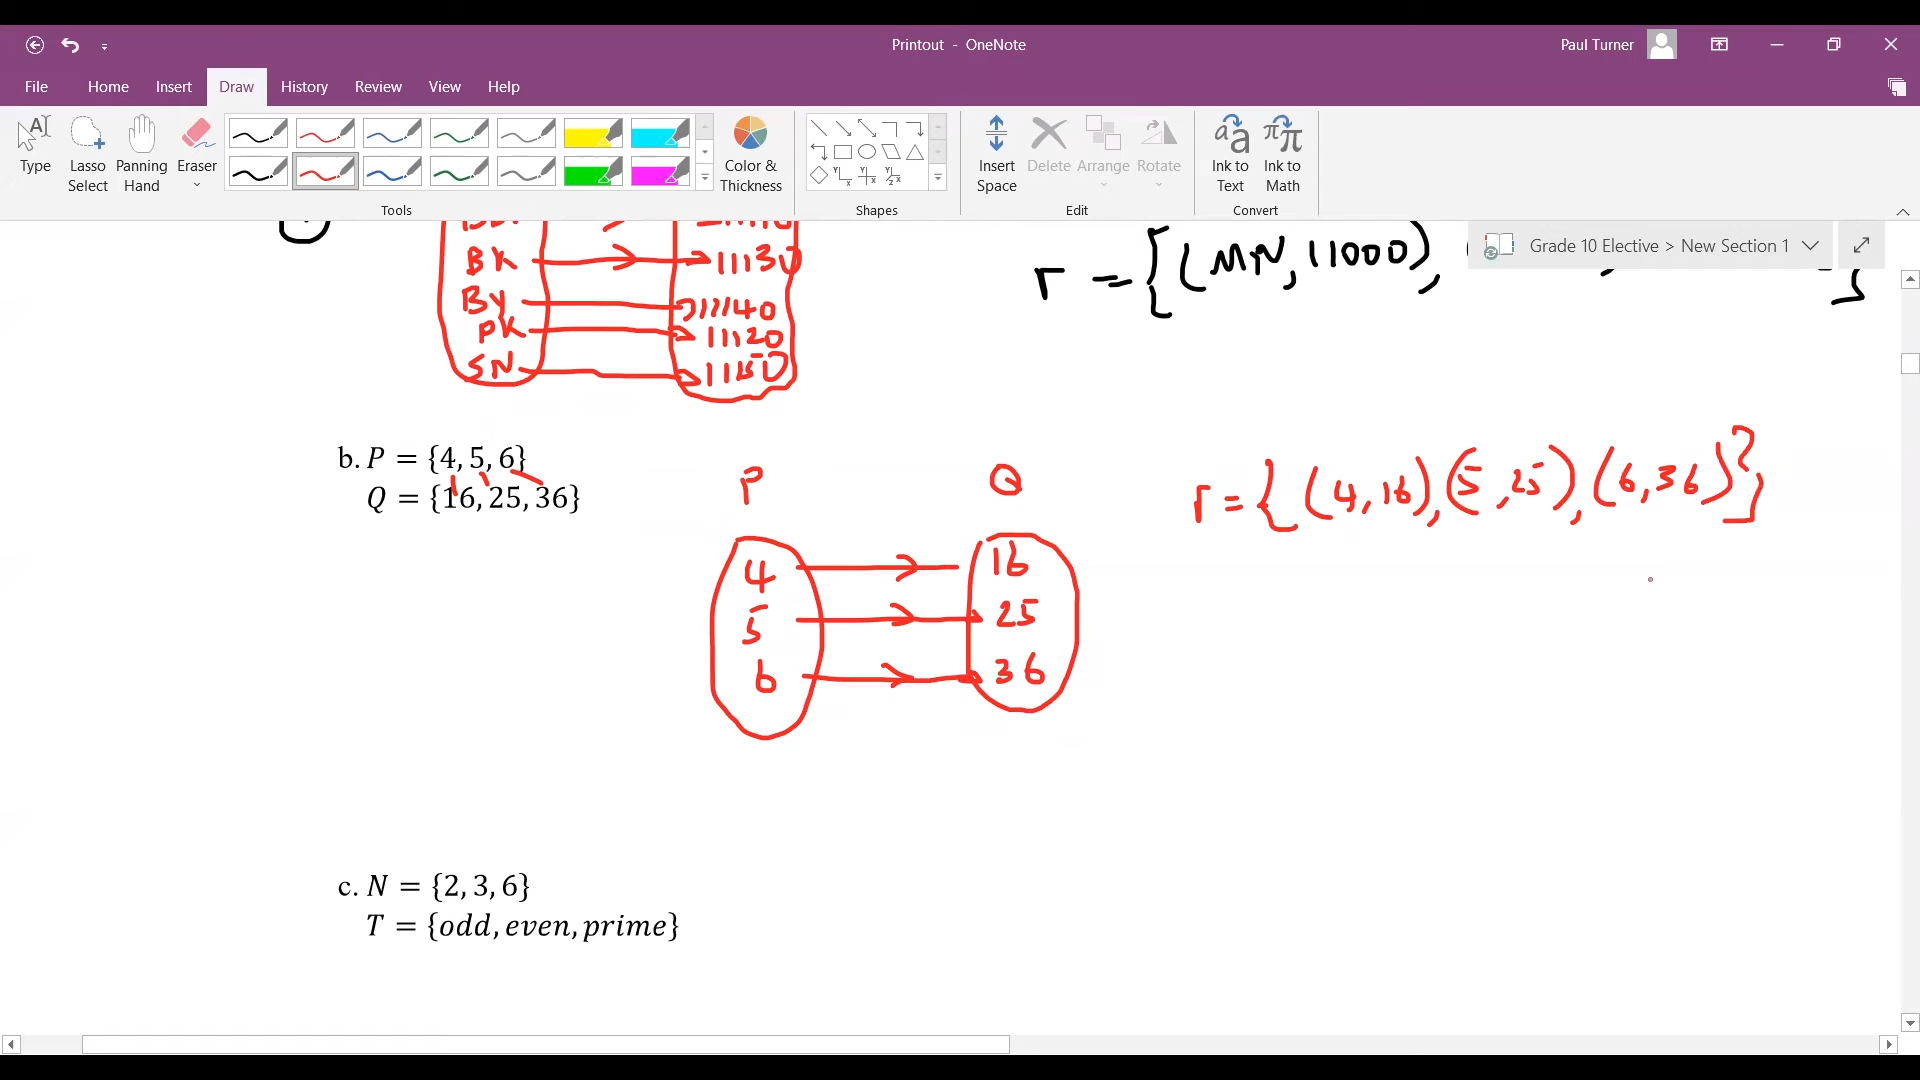 Printout - OneNote
Paul Turner
File Home Insert Draw History Review View Help
Type
Lasso Select
Panning Hand
Eraser
Color & Thickness
Insert Space
Delete
Arrange
Rotate
Ink to Text
Ink to Math
Tools
Shapes
Edit
Convert
Grade 10 Elective > New Section 1
r = {(MN, 11000),
BK 11130
By 11140
PK 11120
SN 11150
b. P = {4, 5, 6}
Q = {16, 25, 36}
P Q
r = {(4,16), (5,25), (6,36)}
4 16
5 25
6 36
c. N = {2, 3, 6}
T = {odd, even, prime}